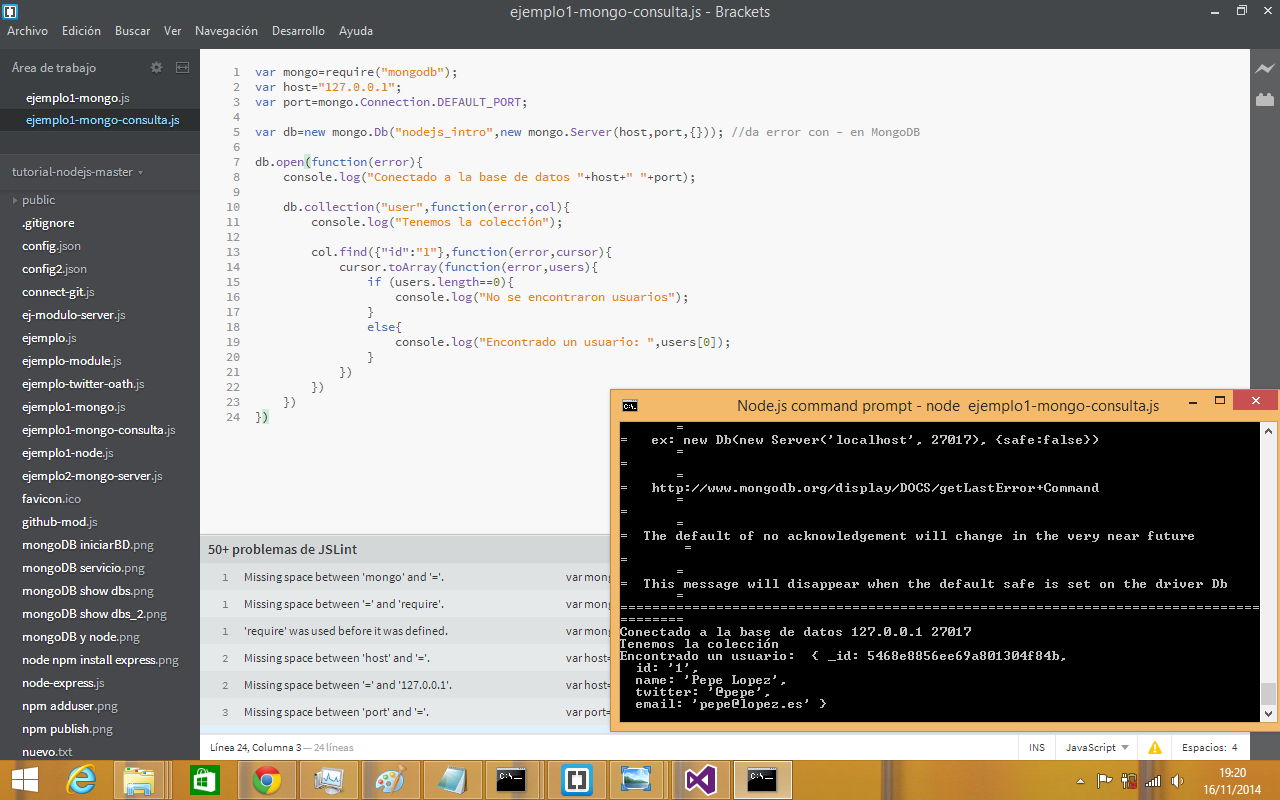 ejemplo1-mongo-consulta.js - Brackets
Archivo Edición Buscar Ver Navegación Desarrollo Ayuda
Área de trabajo
ejemplo1-mongo.js
ejemplo1-mongo-consulta.js
tutorial-nodejs-master
public
.gitignore
config.json
config2.json
connect-git.js
ej-modulo-server.js
ejemplo.js
ejemplo-module.js
ejemplo-twitter-oath.js
ejemplo1-mongo.js
ejemplo1-mongo-consulta.js
ejemplo1-node.js
ejemplo2-mongo-server.js
favicon.ico
github-mod.js
mongoDB iniciarBD.png
mongoDB servicio.png
mongoDB show dbs.png
mongoDB show dbs_2.png
mongoDB y node.png
node npm install express.png
node-express.js
npm adduser.png
npm publish.png
nuevo.txt
1 var mongo=require("mongodb");
2 var host="127.0.0.1";
3 var port=mongo.Connection.DEFAULT_PORT;
4
5 var db=new mongo.Db("nodejs_intro",new mongo.Server(host,port,{})); //da error con - en MongoDB
6
7 db.open(function(error){
8 console.log("Conectado a la base de datos "+host+" "+port);
9
10 db.collection("user",function(error,col){
11 console.log("Tenemos la colección");
12
13 col.find({"id":"1"},function(error,cursor){
14 cursor.toArray(function(error,users){
15 if (users.length==0){
16 console.log("No se encontraron usuarios");
17 }
18 else{
19 console.log("Encontrado un usuario: ",users[0]);
20 }
21 })
22 })
23 })
24 })
50+ problemas de JSLint
1 Missing space between 'mongo' and '='. var mong
1 Missing space between '=' and 'require'. var mong
1 'require' was used before it was defined. var mong
2 Missing space between 'host' and '='. var host=
2 Missing space between '=' and '127.0.0.1'. var host=
3 Missing space between 'port' and '='. var port=
Línea 24, Columna 3 — 24 líneas
INS JavaScript Espacios: 4
Node.js command prompt - node ejemplo1-mongo-consulta.js
=
= ex: new Db(new Server('localhost', 27017), {safe:false})
=
=
=
= http://www.mongodb.org/display/DOCS/getLastError+Command
=
=
=
= The default of no acknowledgement will change in the very near future
=
=
=
= This message will disappear when the default safe is set on the driver Db
=
================================================================================
========
Conectado a la base de datos 127.0.0.1 27017
Tenemos la colección
Encontrado un usuario: { _id: 5468e8856ee69a801304f84b,
id: '1',
name: 'Pepe Lopez',
twitter: '@pepe',
email: 'pepe@lopez.es' }
19:20
16/11/2014